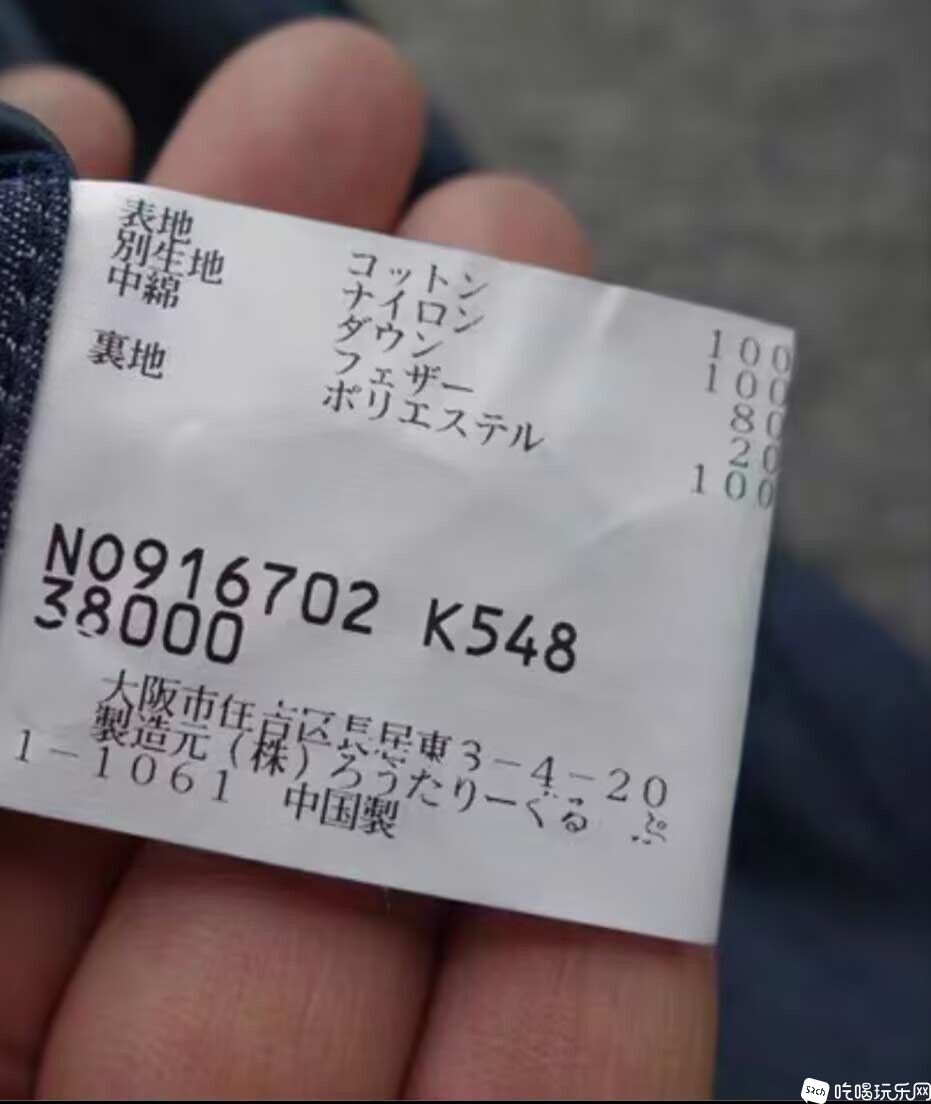 表地
別生地
中綿
裏地
コットン 100
ナイロン 100
ダウン 80
フェザー 20
ポリエステル 100
NO916702 K548
38000
大阪市住吉区長居東3-4-20
製造元(株)ろうたりーぐるーぷ
1-1061 中国製
52ch 吃喝玩乐网